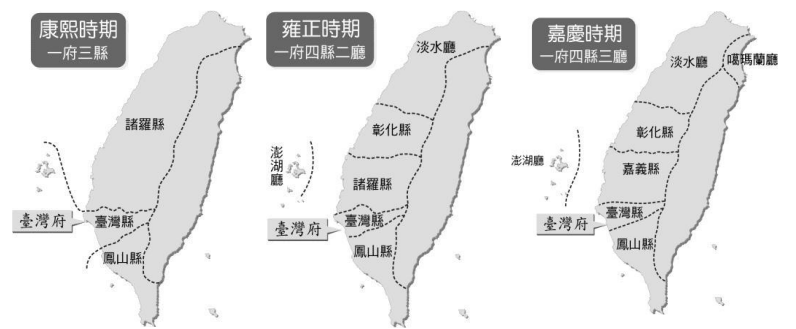 康熙時期
一府三縣
諸羅縣
臺灣府
臺灣縣
鳳山縣
雍正時期
一府四縣二廳
淡水廳
彰化縣
澎湖廳
諸羅縣
臺灣縣
臺灣府
鳳山縣
嘉慶時期
一府四縣三廳
淡水廳
噶瑪蘭廳
彰化縣
澎湖廳
嘉義縣
臺灣縣
臺灣府
鳳山縣